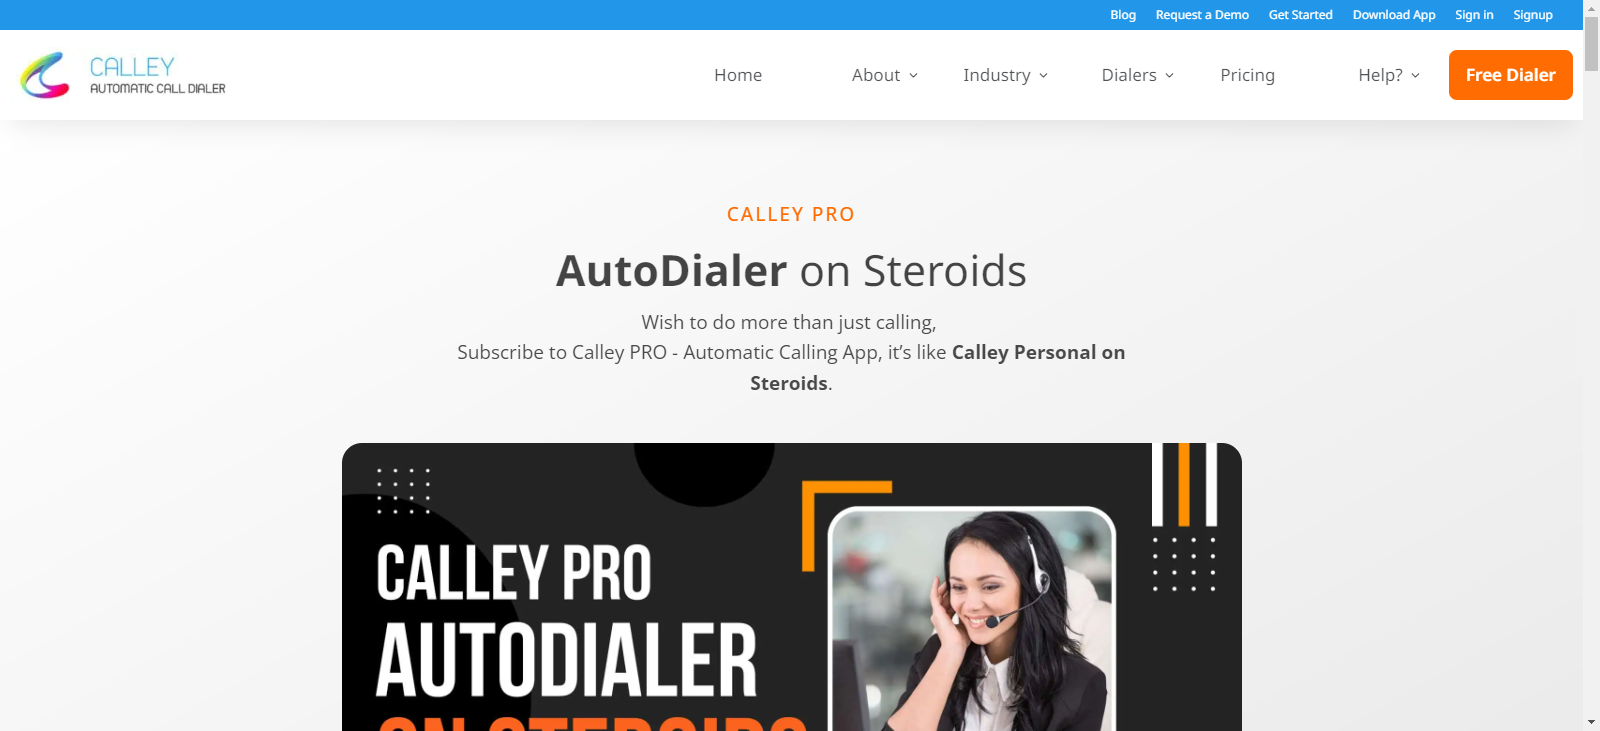 Blog Request a Demo Get Started Download App Sign in Signup
CALLEY
AUTOMATIC CALL DIALER
Home About Industry Dialers Pricing Help? Free Dialer
CALLEY PRO
AutoDialer on Steroids
Wish to do more than just calling,
Subscribe to Calley PRO - Automatic Calling App, it’s like Calley Personal on
Steroids.
CALLEY PRO
AUTODIALER
ON STEROIDS